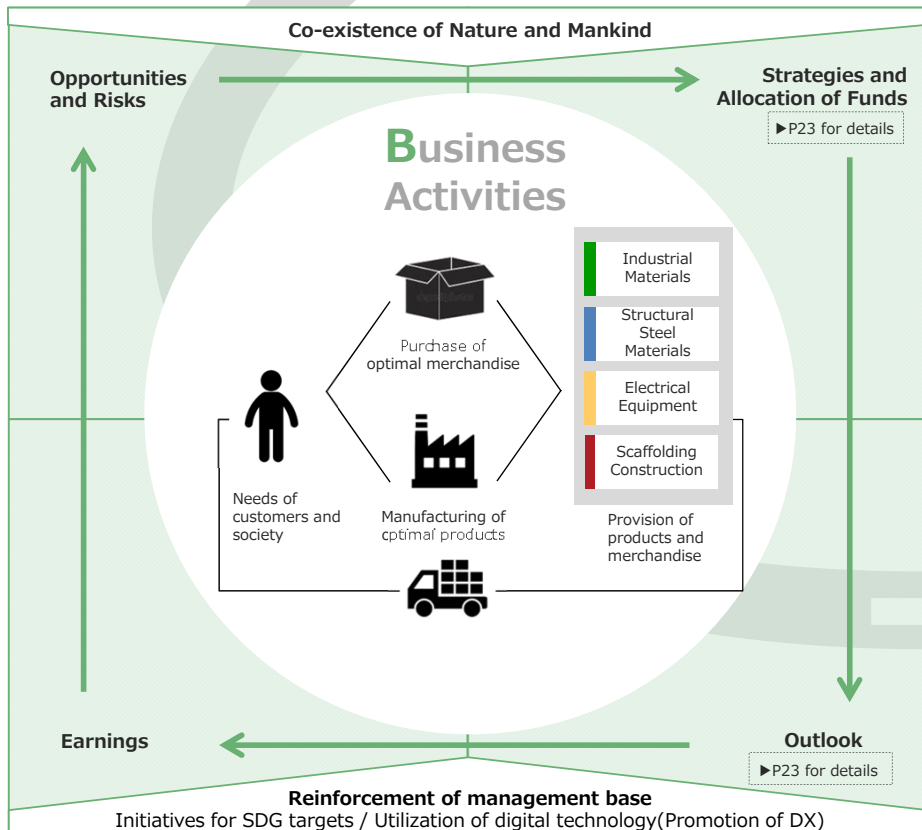 Co-existence of Nature and Mankind
Opportunities
and Risks
Strategies and
Allocation of Funds
▶P23 for details
Business
Activities
Industrial
Materials
Structural
Steel
Materials
Electrical
Equipment
Scaffolding
Construction
Purchase of
optimal merchandise
Needs of
customers and
society
Manufacturing of
optimal products
Provision of
products and
merchandise
Earnings
Outlook
▶P23 for details
Reinforcement of management base
Initiatives for SDG targets / Utilization of digital technology(Promotion of DX)